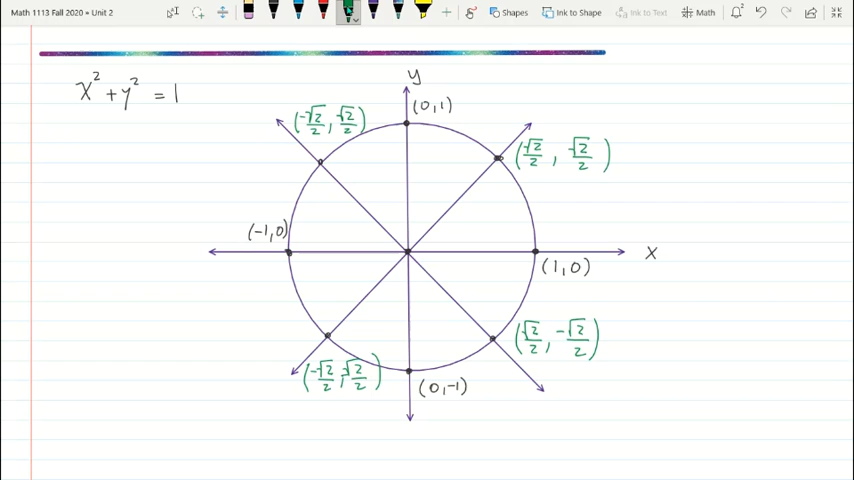 Math 1113 Fall 2020 » Unit 2
Shapes
Ink to Shape
Ink to Text
Math
x² + y² = 1
y
(0,1)
(-√2/2, √2/2)
(√2/2, √2/2)
(-1,0)
x
(1,0)
(√2/2, -√2/2)
(-√2/2, -√2/2)
(0,-1)